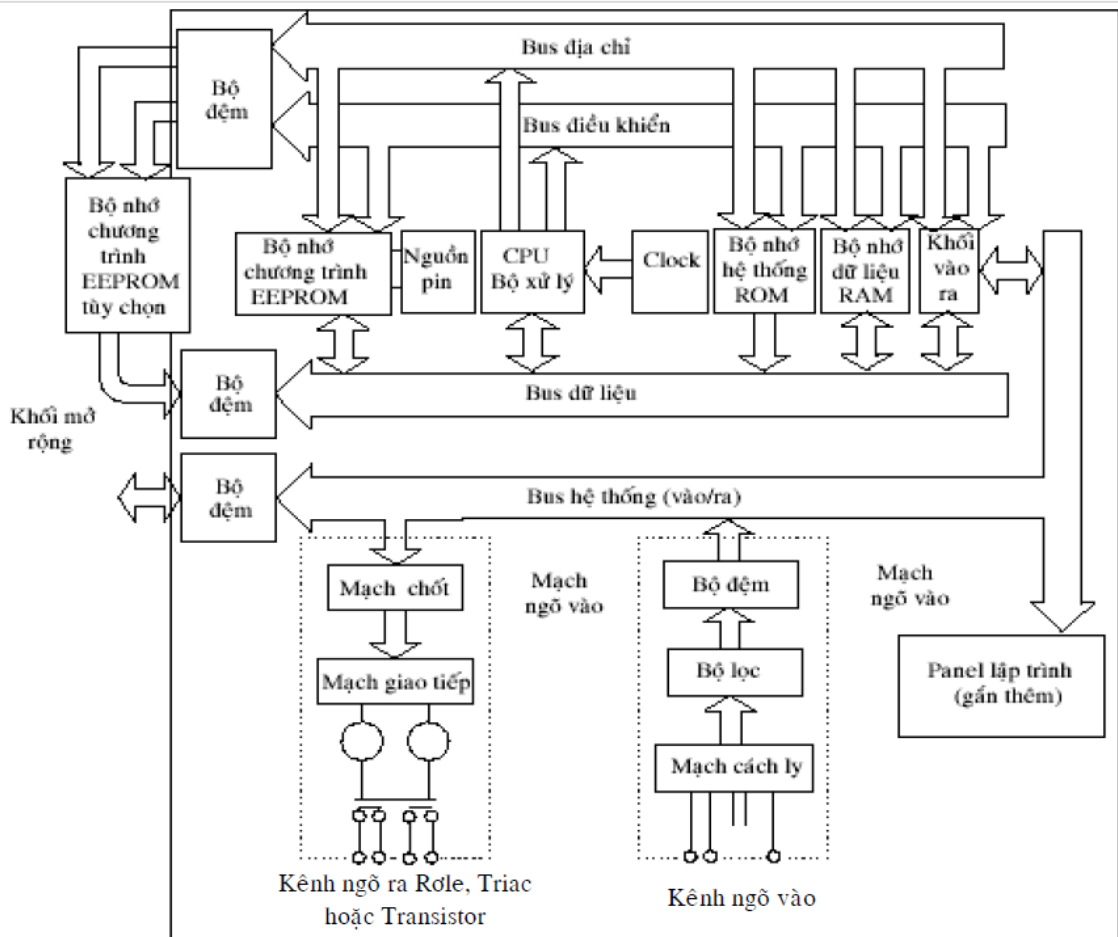 Bus địa chỉ
Bộ
đệm
Bus điều khiển
Bộ nhớ
chương
trình
EEPROM
tùy chọn
Bộ nhớ
chương trình
EEPROM
Nguồn
pin
CPU
Bộ xử lý
Clock
Bộ nhớ
hệ thống
ROM
Bộ nhớ
dữ liệu
RAM
Khối
vào
ra
Bộ
đệm
Bus dữ liệu
Khối mở
rộng
Bộ
đệm
Bus hệ thống (vào/ra)
Mạch chốt
Mạch
ngõ vào
Bộ đệm
Mạch
ngõ vào
Mạch giao tiếp
Bộ lọc
Panel lập trình
(gắn thêm)
Mạch cách ly
Kênh ngõ ra Rơle, Triac
hoặc Transistor
Kênh ngõ vào